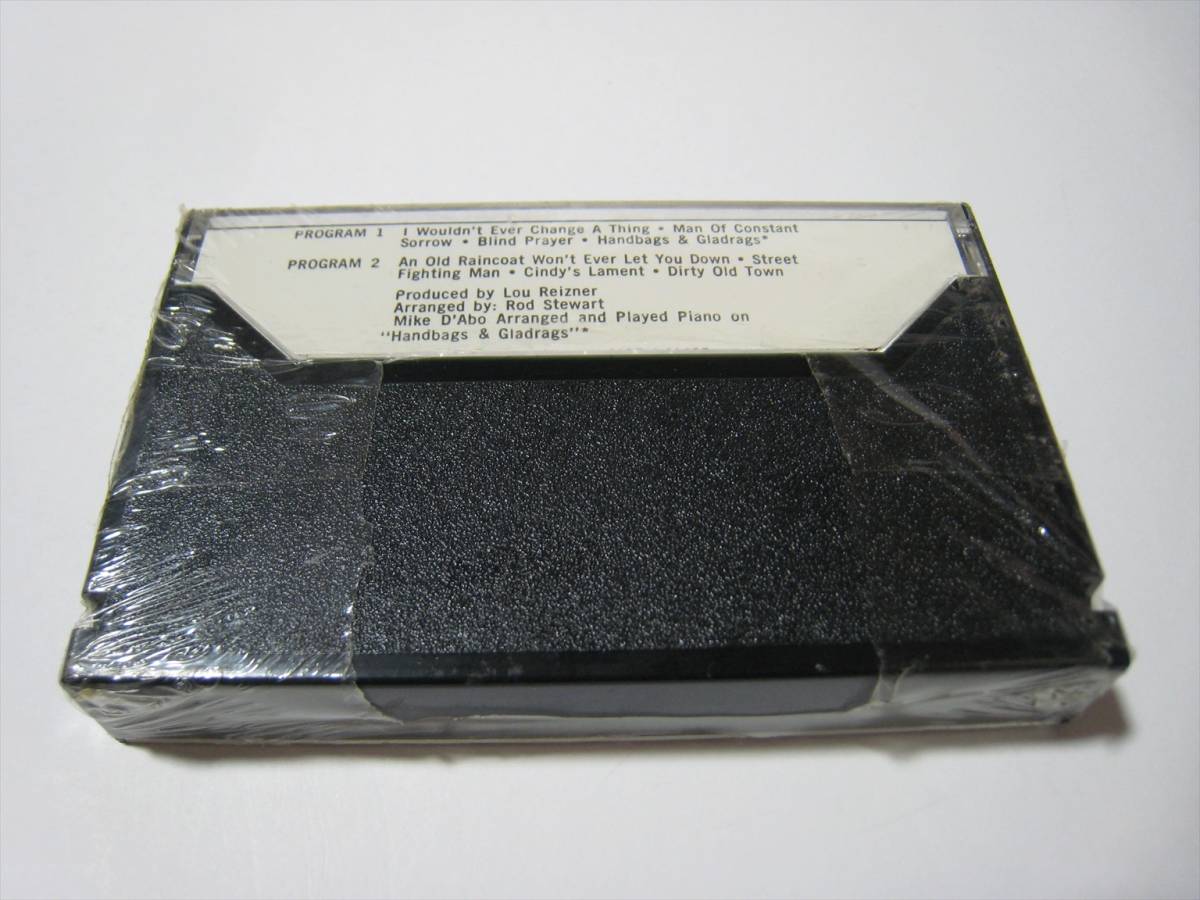 PROGRAM 1 I Wouldn't Ever Change A Thing • Man Of Constant
Sorrow • Blind Prayer • Handbags & Gladrags*
PROGRAM 2 An Old Raincoat Won't Ever Let You Down • Street
Fighting Man • Cindy's Lament • Dirty Old Town
Produced by Lou Reizner
Arranged by: Rod Stewart
Mike D'Abo Arranged and Played Piano on
"Handbags & Gladrags"*